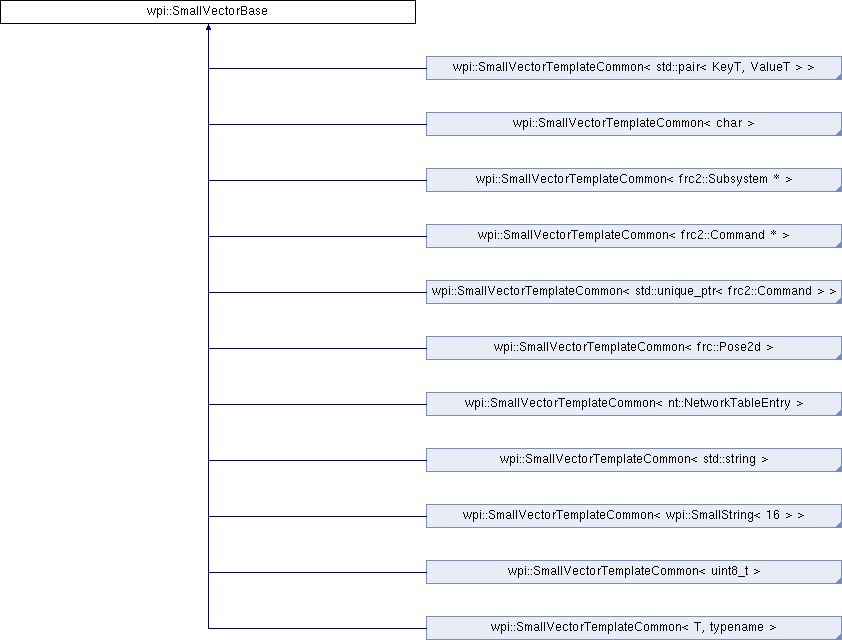 wpi::SmallVectorBase
wpi::SmallVectorTemplateCommon< std::pair< KeyT, ValueT > >
wpi::SmallVectorTemplateCommon< char >
wpi::SmallVectorTemplateCommon< frc2::Subsystem * >
wpi::SmallVectorTemplateCommon< frc2::Command * >
wpi::SmallVectorTemplateCommon< std::unique_ptr< frc2::Command > >
wpi::SmallVectorTemplateCommon< frc::Pose2d >
wpi::SmallVectorTemplateCommon< nt::NetworkTableEntry >
wpi::SmallVectorTemplateCommon< std::string >
wpi::SmallVectorTemplateCommon< wpi::SmallString< 16 > >
wpi::SmallVectorTemplateCommon< uint8_t >
wpi::SmallVectorTemplateCommon< T, typename >